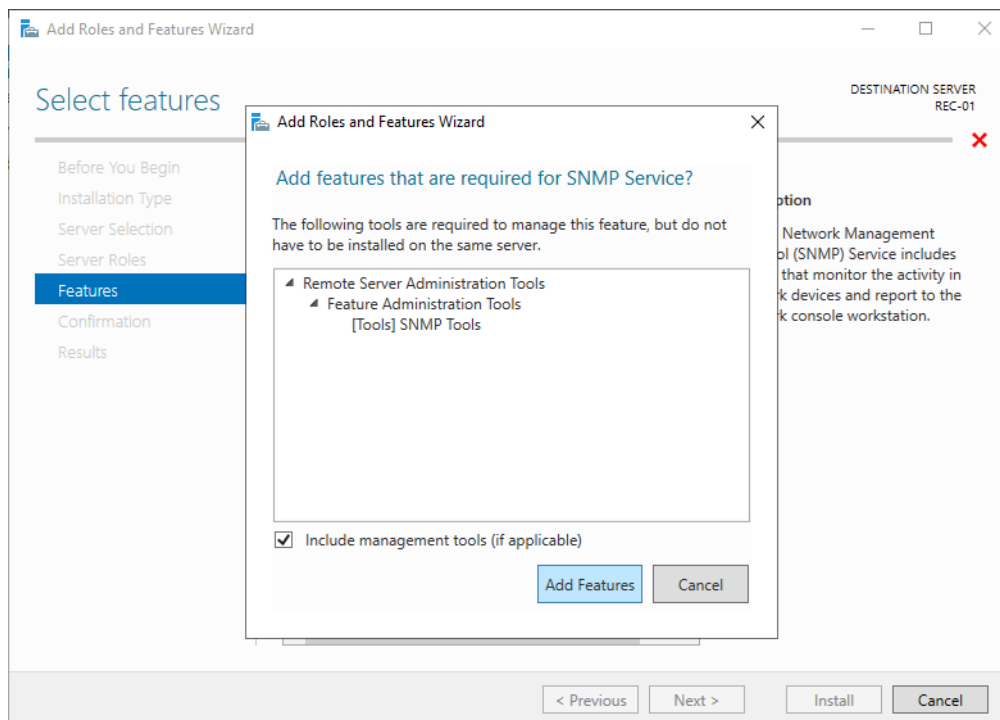 Add Roles and Features Wizard
Select features
DESTINATION SERVER
REC-01
Before You Begin
Installation Type
Server Selection
Server Roles
Features
Confirmation
Results
Add Roles and Features Wizard
Add features that are required for SNMP Service?
The following tools are required to manage this feature, but do not
have to be installed on the same server.
Remote Server Administration Tools
Feature Administration Tools
[Tools] SNMP Tools
Include management tools (if applicable)
Add Features
Cancel
Network Management
(SNMP) Service includes
that monitor the activity in
devices and report to the
console workstation.
< Previous
Next >
Install
Cancel